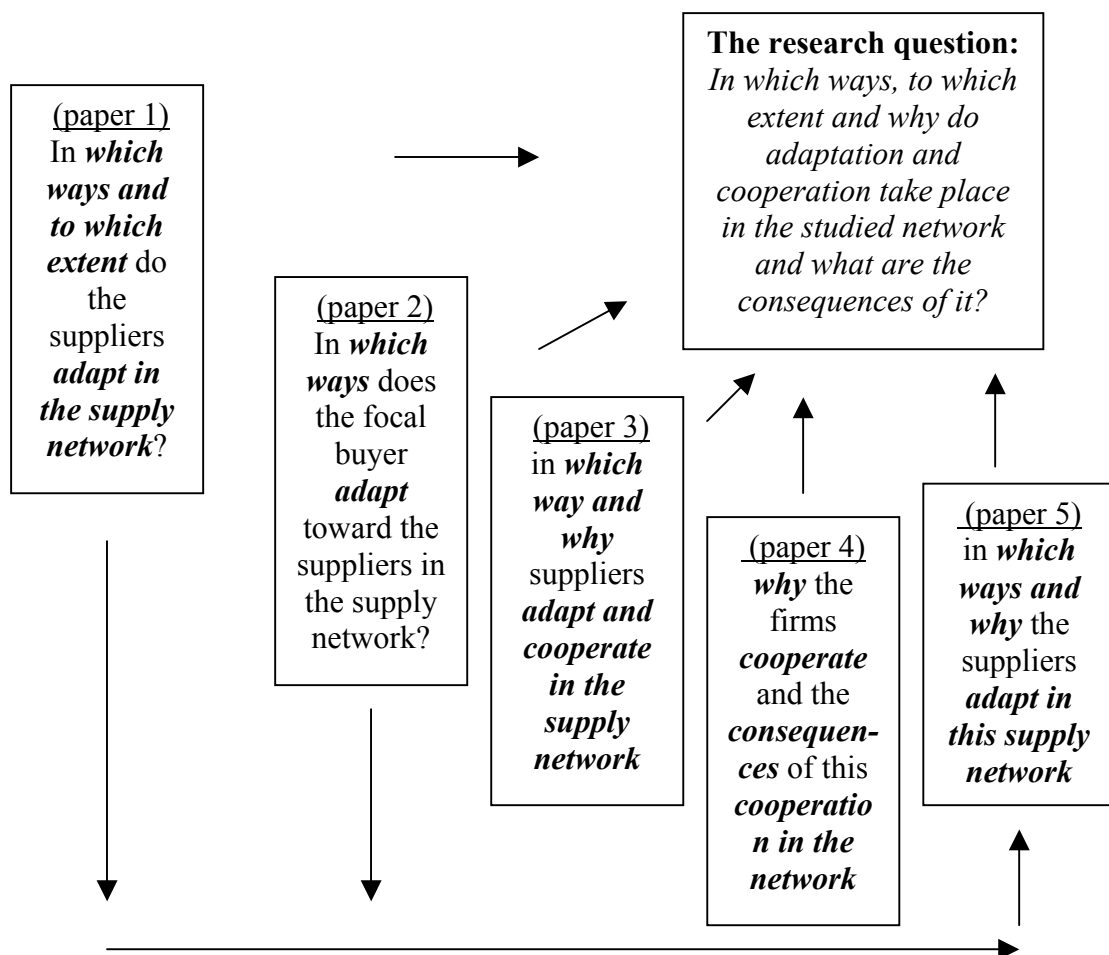 The research question:
In which ways, to which
extent and why do
adaptation and
cooperation take place
in the studied network
and what are the
consequences of it?
(paper 1)
In which
ways and
to which
extent do
the
suppliers
adapt in
the supply
network?
(paper 2)
In which
ways does
the focal
buyer
adapt
toward the
suppliers in
the supply
network?
(paper 3)
in which
way and
why
suppliers
adapt and
cooperate
in the
supply
network
(paper 4)
why the
firms
cooperate
and the
consequen-
ces of this
cooperatio
n in the
network
(paper 5)
in which
ways and
why the
suppliers
adapt in
this supply
network